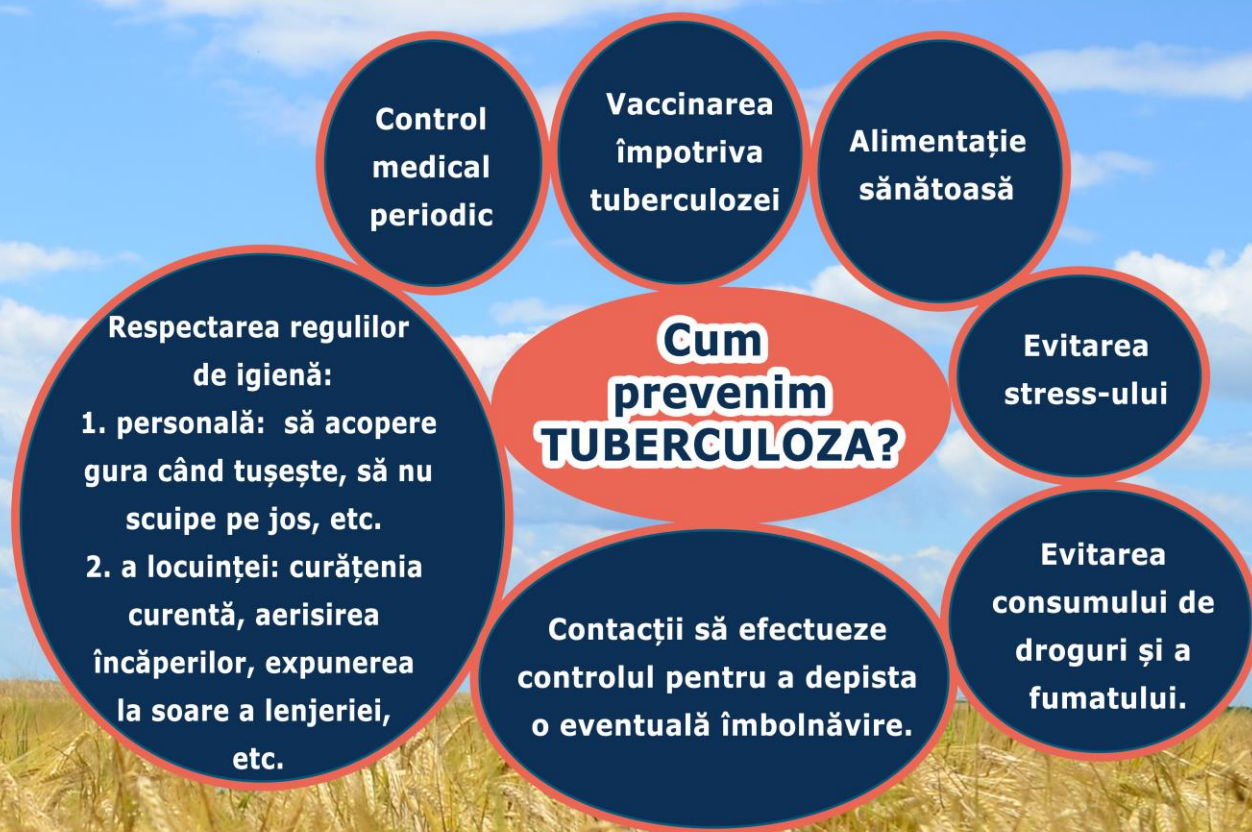 Control
medical
periodic
Vaccinarea
împotriva
tuberculozei
Alimentație
sănătoasă
Respectarea regulilor
de igienă:
1. personală: să acopere
gura când tușește, să nu
scuipe pe jos, etc.
2. a locuinței: curățenia
curentă, aerisirea
încăperilor, expunerea
la soare a lenjeriei,
etc.
Cum
prevenim
TUBERCULOZA?
Evitarea
stress-ului
Contacții să efectueze
controlul pentru a depista
o eventuală îmbolnăvire.
Evitarea
consumului de
droguri și a
fumatului.